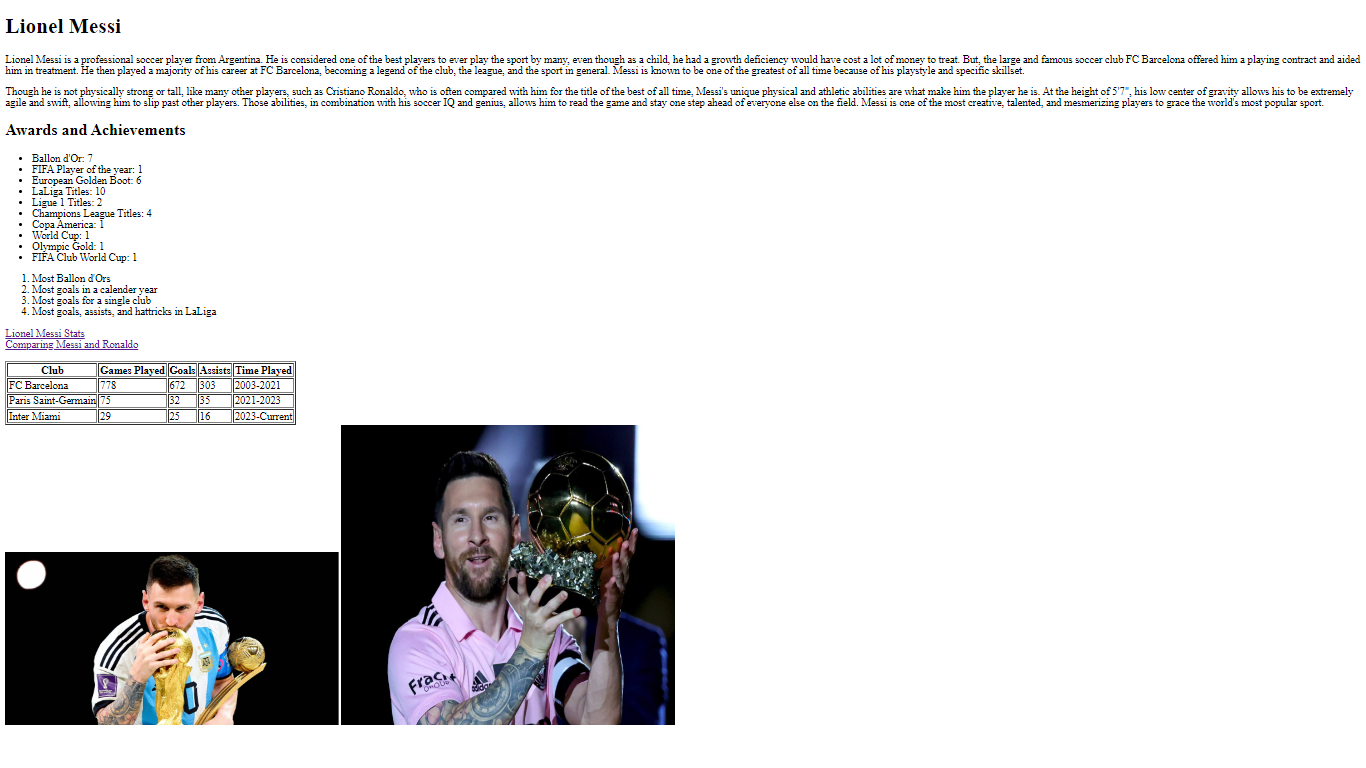 Lionel Messi
Lionel Messi is a professional soccer player from Argentina. He is considered one of the best players to ever play the sport by many, even though as a child, he had a growth deficiency would have cost a lot of money to treat. But, the large and famous soccer club FC Barcelona offered him a playing contract and aided
him in treatment. He then played a majority of his career at FC Barcelona, becoming a legend of the club, the league, and the sport in general. Messi is known to be one of the greatest of all time because of his playstyle and specific skillset.
Though he is not physically strong or tall, like many other players, such as Cristiano Ronaldo, who is often compared with him for the title of the best of all time, Messi's unique physical and athletic abilities are what make him the player he is. At the height of 5'7", his low center of gravity allows his to be extremely
agile and swift, allowing him to slip past other players. Those abilities, in combination with his soccer IQ and genius, allows him to read the game and stay one step ahead of everyone else on the field. Messi is one of the most creative, talented, and mesmerizing players to grace the world's most popular sport.
Awards and Achievements
• Ballon d'Or: 7
• FIFA Player of the year: 1
• European Golden Boot: 6
• LaLiga Titles: 10
• Ligue 1 Titles: 2
• Champions League Titles: 4
• Copa America: 1
• World Cup: 1
• Olympic Gold: 1
• FIFA Club World Cup: 1
1. Most Ballon d'Ors
2. Most goals in a calender year
3. Most goals for a single club
4. Most goals, assists, and hattricks in LaLiga
Lionel Messi Stats
Comparing Messi and Ronaldo
Club Games Played Goals Assists Time Played
FC Barcelona 778 672 303 2003-2021
Paris Saint-Germain 75 32 35 2021-2023
Inter Miami 29 25 16 2023-Current
Fracht
GROUP
adidas